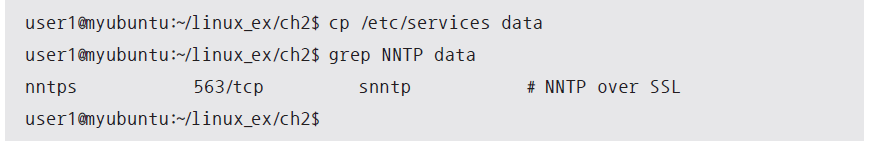 user1@myubuntu:~/linux_ex/ch2$ cp /etc/services data
user1@myubuntu:~/linux_ex/ch2$ grep NNTP data
nntps 563/tcp snntp # NNTP over SSL
user1@myubuntu:~/linux_ex/ch2$